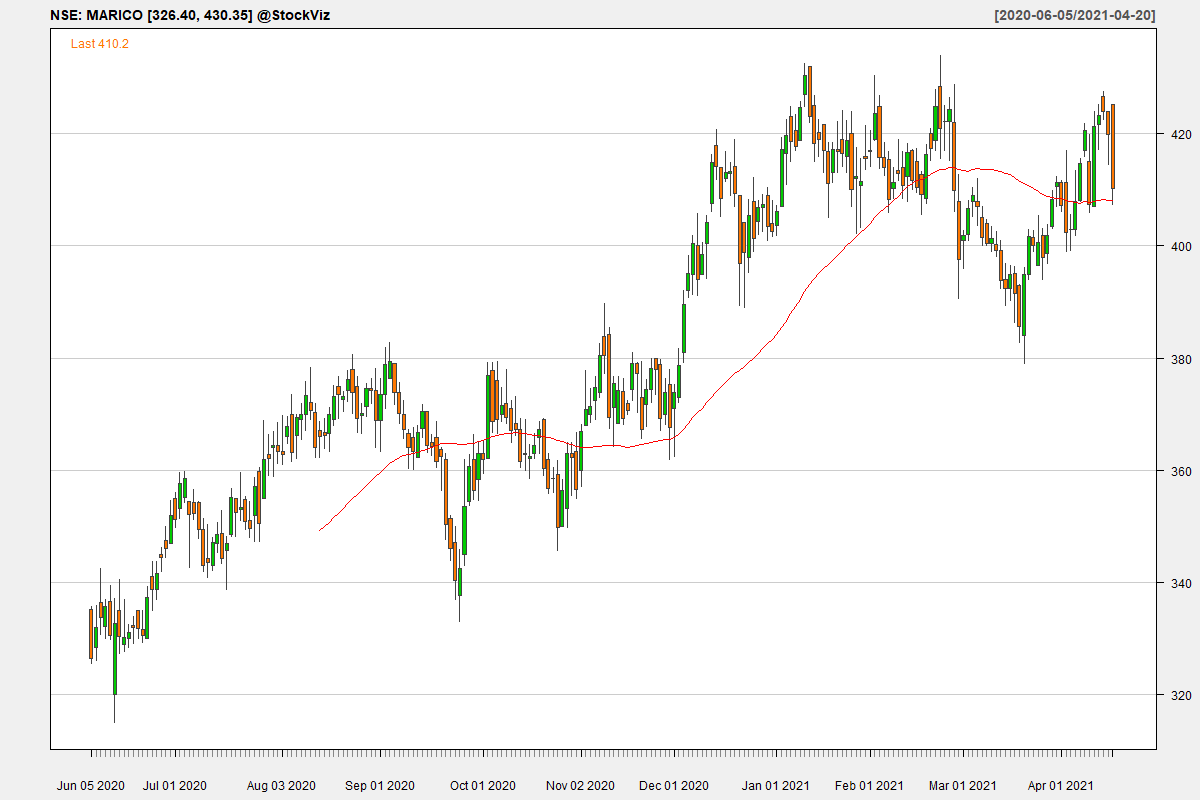 NSE: MARICO [326.40, 430.35] @StockViz
[2020-06-05/2021-04-20]
Last 410.2
420
400
380
360
340
320
Jun 05 2020
Jul 01 2020
Aug 03 2020
Sep 01 2020
Oct 01 2020
Nov 02 2020
Dec 01 2020
Jan 01 2021
Feb 01 2021
Mar 01 2021
Apr 01 2021